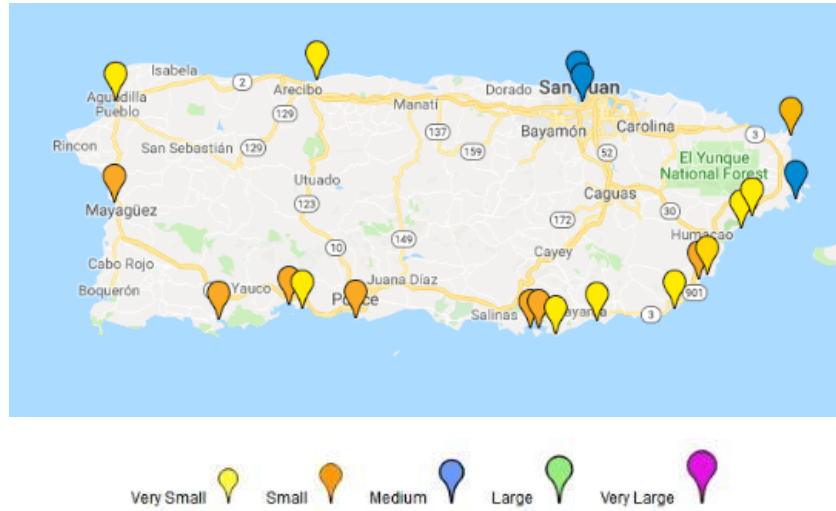 Isabela
2
Arecibo
Dorado San Juan
Manatí
Aguadilla
Pueblo
129
137
Bayamón
Carolina
3
Rincon
San Sebastián
129
159
52
El Yunque
National Forest
Utuado
Caguas
Mayagüez
123
172
30
Humacao
149
10
Cayey
Cabo Rojo
Juana Díaz
Boquerón
Yauco
Ponce
901
Salinas
3
Very Small
Small
Medium
Large
Very Large